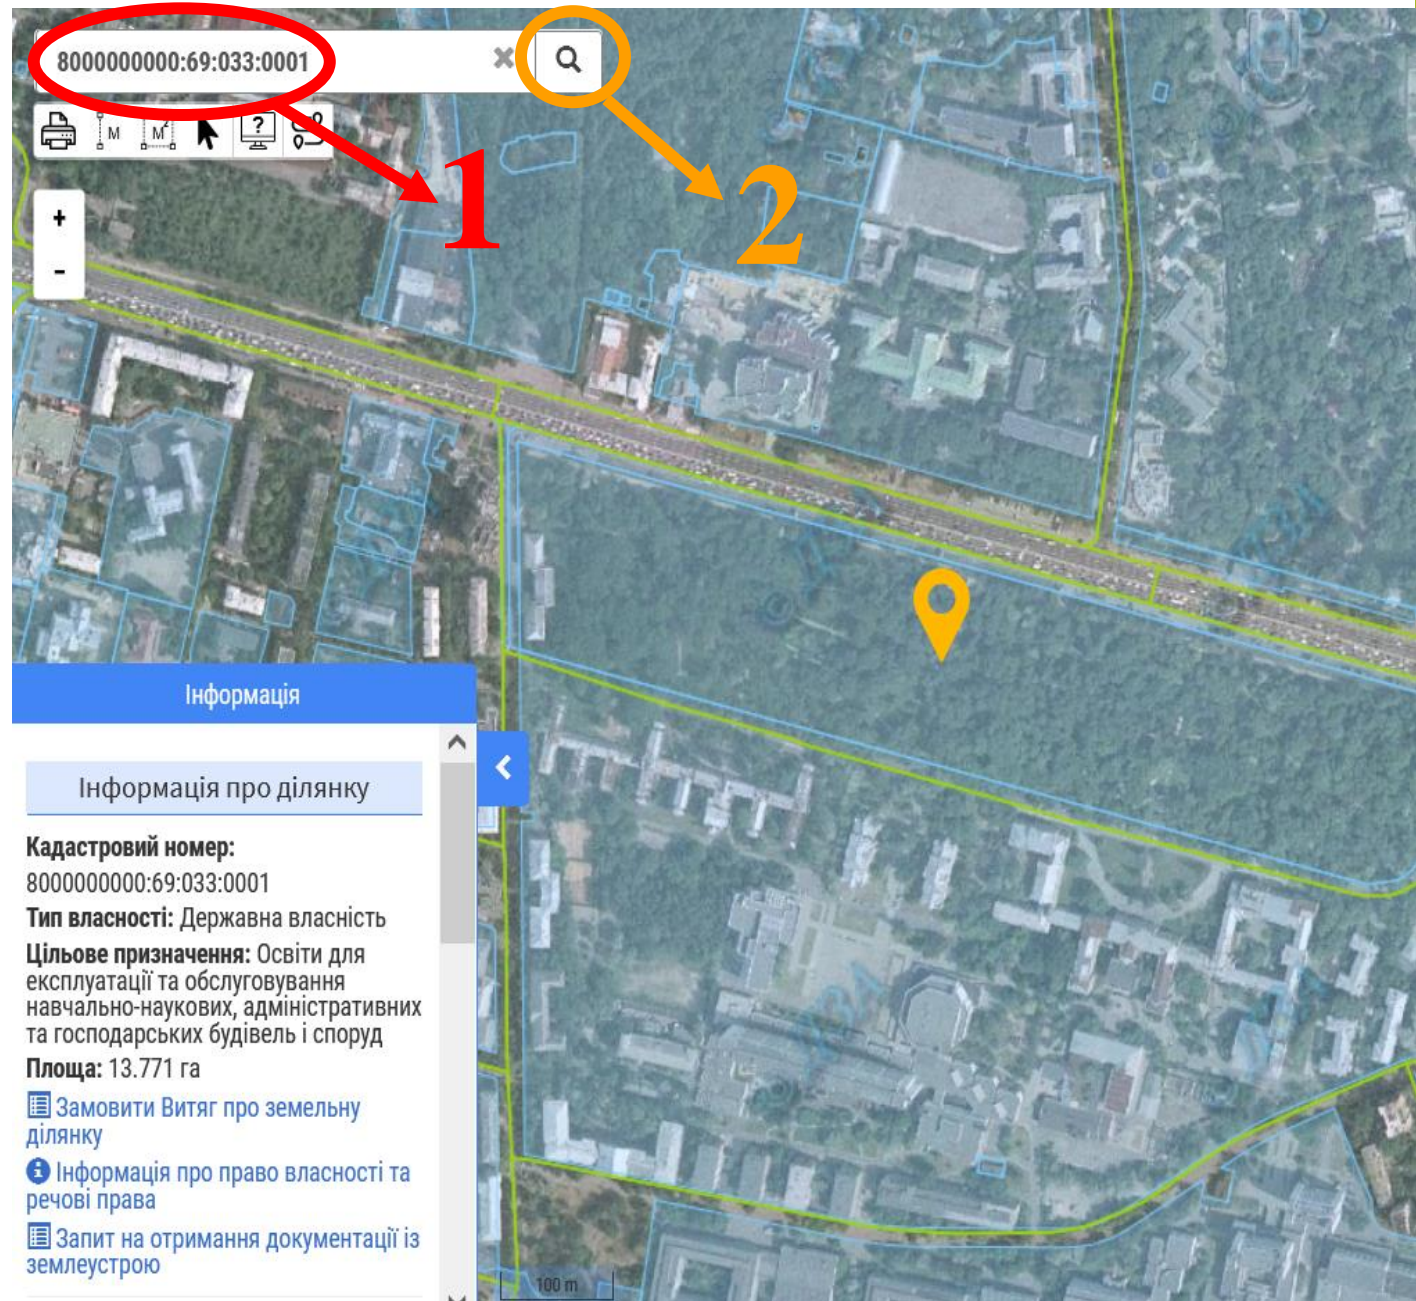 8000000000:69:033:0001
1
2
M
M²
?
+
-
Інформація
Інформація про ділянку
Кадастровий номер:
8000000000:69:033:0001
Тип власності: Державна власність
Цільове призначення: Освіти для
експлуатації та обслуговування
навчально-наукових, адміністративних
та господарських будівель і споруд
Площа: 13.771 га
Замовити Витяг про земельну
ділянку
Інформація про право власності та
речові права
Запит на отримання документації із
землеустрою
100 m